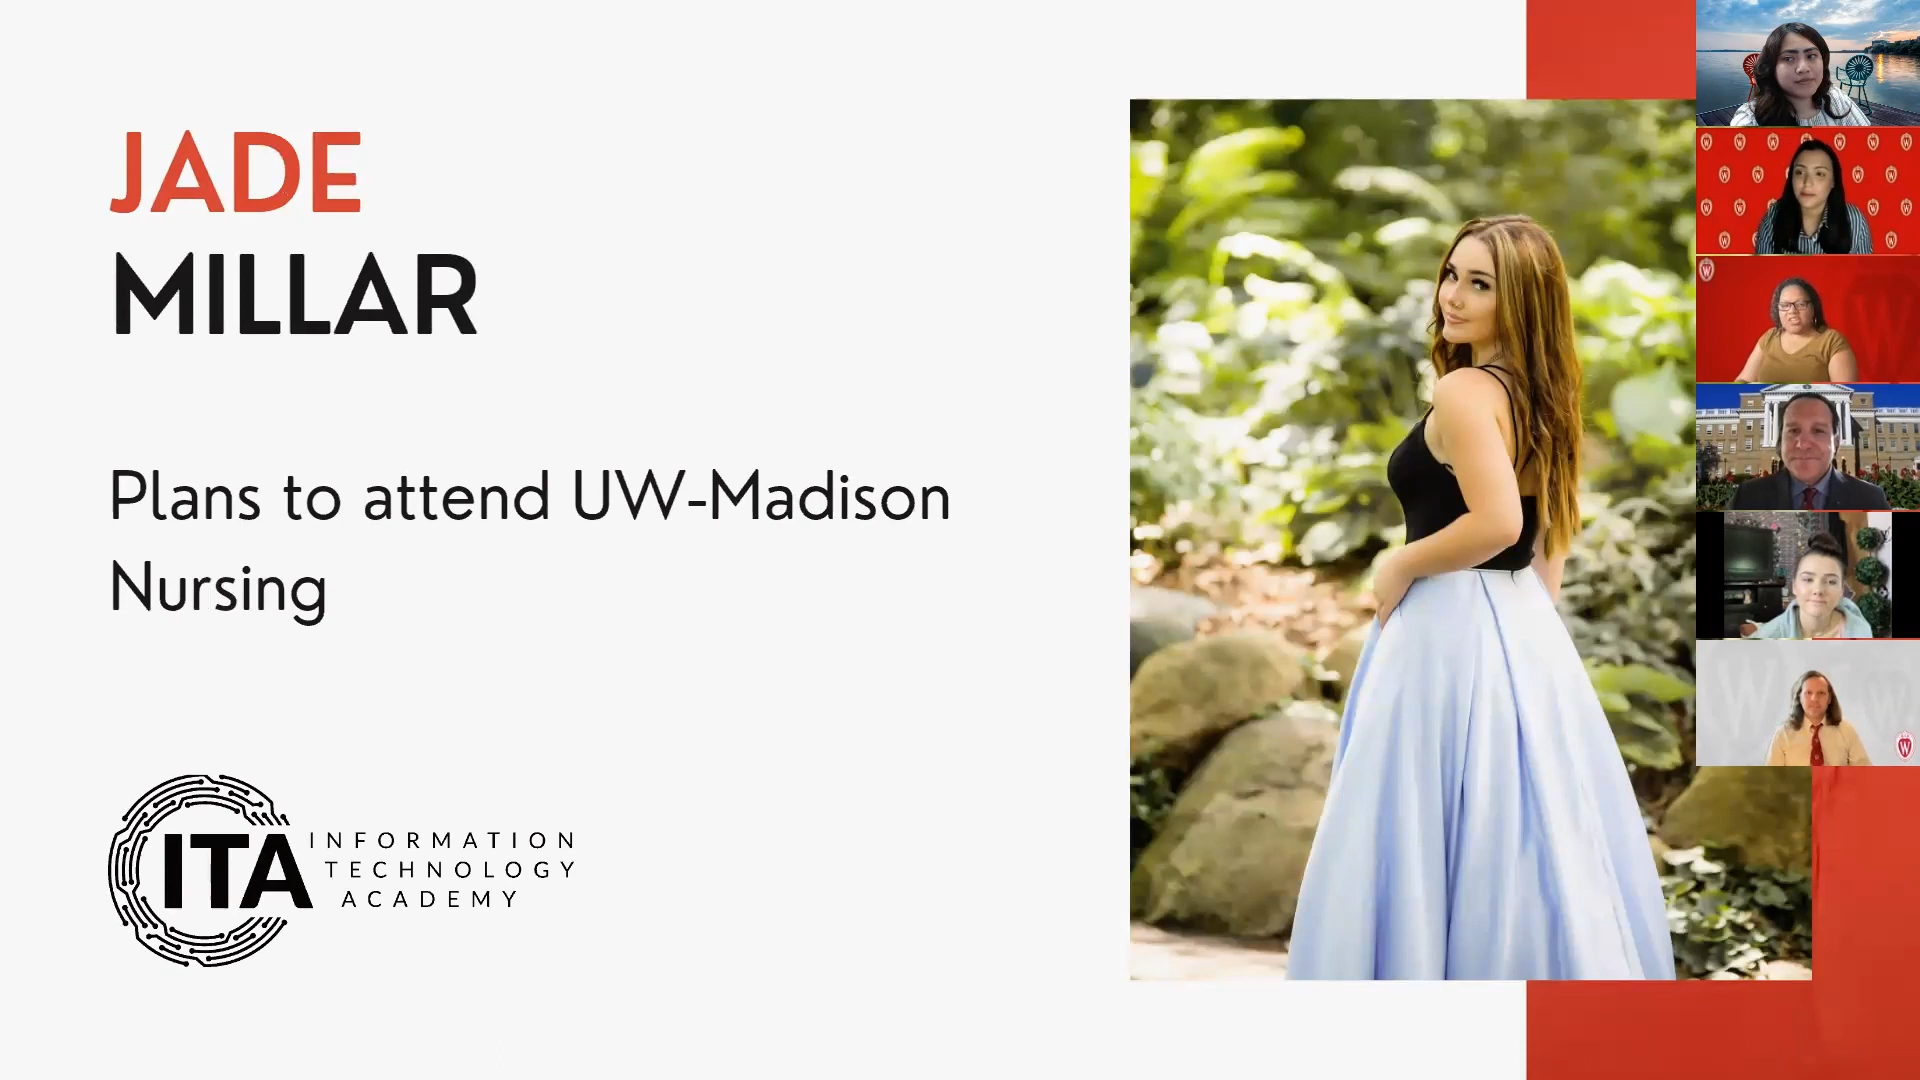 JADE
MILLAR
Plans to attend UW-Madison
Nursing
ITA
INFORMATION
TECHNOLOGY
ACADEMY